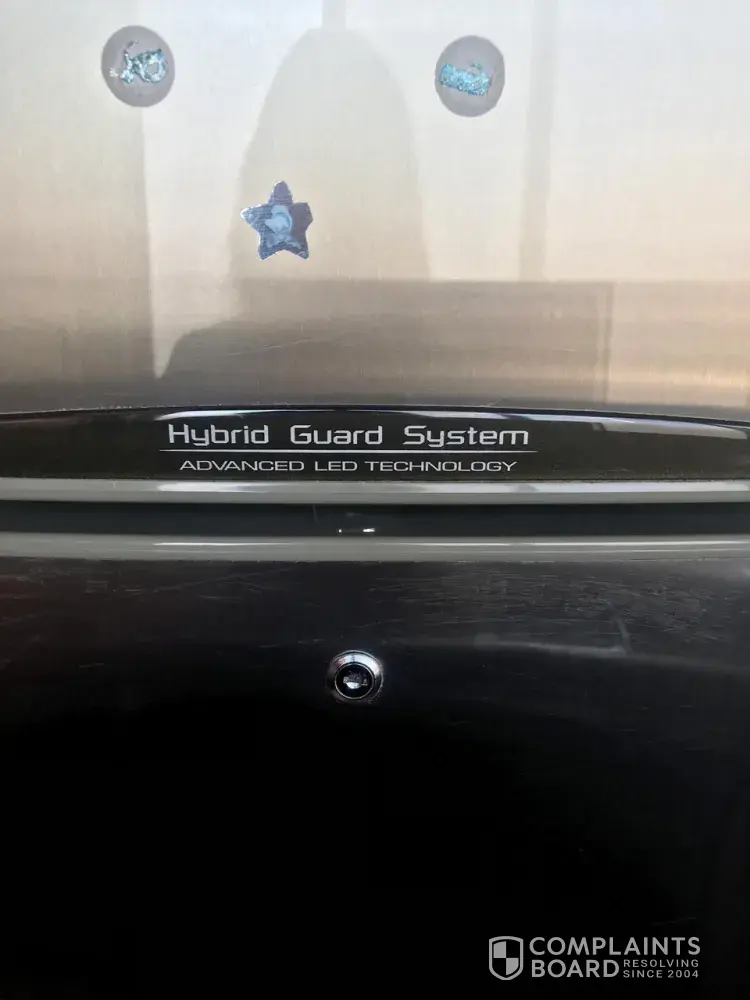 Hybrid Guard System
ADVANCED LED TECHNOLOGY
COMPLAINTS
BOARD RESOLVING
SINCE 2004